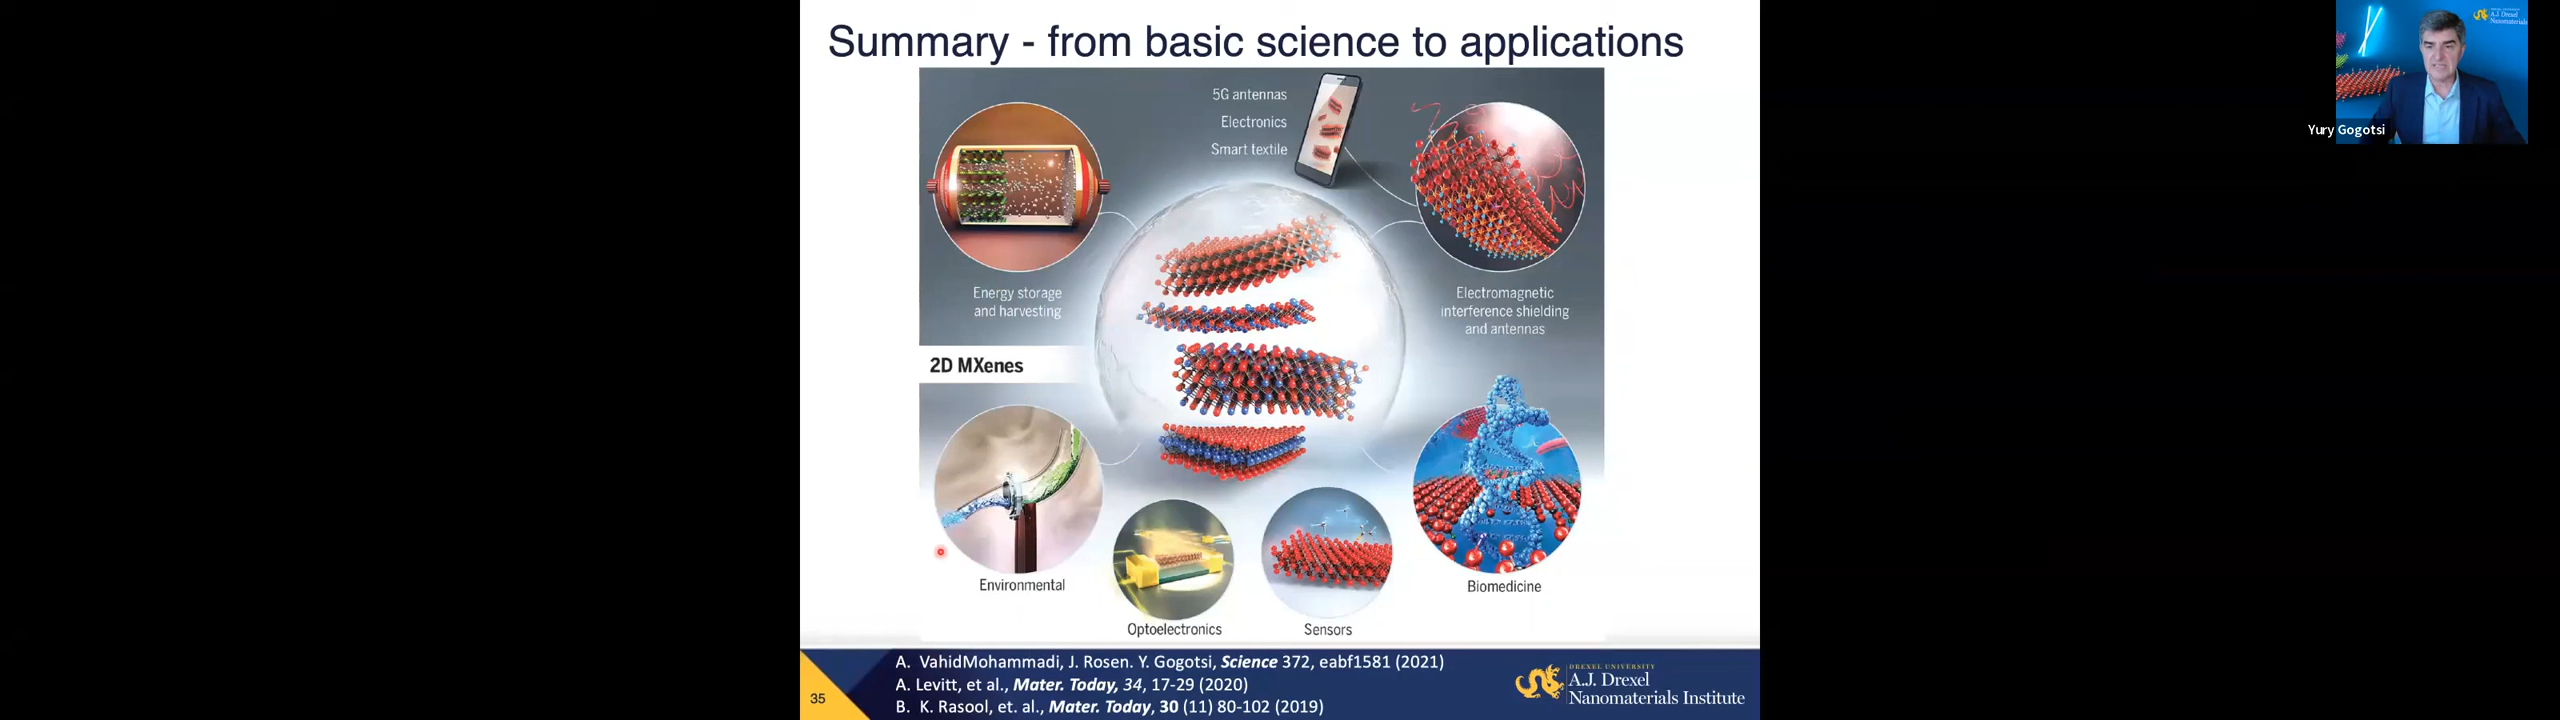 Summary - from basic science to applications
5G antennas
Electronics
Smart textile
Energy storage
and harvesting
Electromagnetic
interference shielding
and antennas
2D MXenes
Environmental
Optoelectronics
Sensors
Biomedicine
A. VahidMohammadi, J. Rosen. Y. Gogotsi, Science 372, eabf1581 (2021)
A. Levitt, et al., Mater. Today, 34, 17-29 (2020)
B. K. Rasool, et. al., Mater. Today, 30 (11) 80-102 (2019)
35
DREXEL UNIVERSITY
A.J. Drexel
Nanomaterials Institute
A.J. Drexel
Nanomaterials
Yury Gogotsi